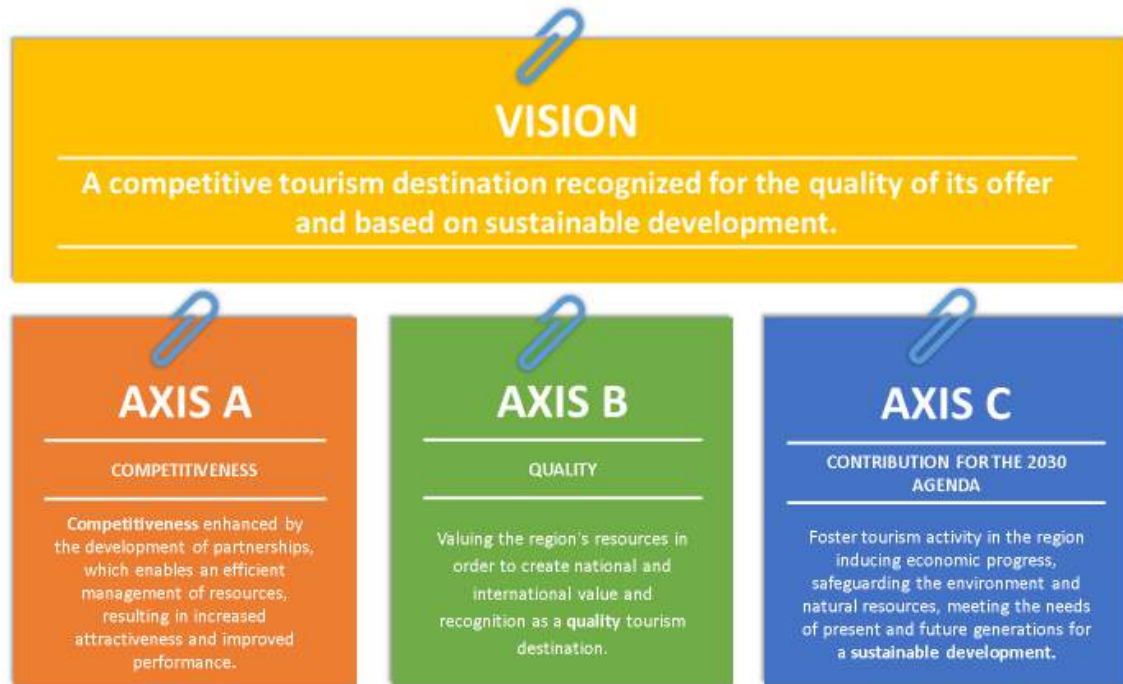 VISION
A competitive tourism destination recognized for the quality of its offer
and based on sustainable development.
AXIS A
COMPETITIVENESS
Competitiveness enhanced by
the development of partnerships,
which enables an efficient
management of resources,
resulting in increased
attractiveness and improved
performance.
AXIS B
QUALITY
Valuing the region's resources in
order to create national and
international value and
recognition as a quality tourism
destination.
AXIS C
CONTRIBUTION FOR THE 2030
AGENDA
Foster tourism activity in the region
inducing economic progress,
safeguarding the environment and
natural resources, meeting the needs
of present and future generations for
a sustainable development.